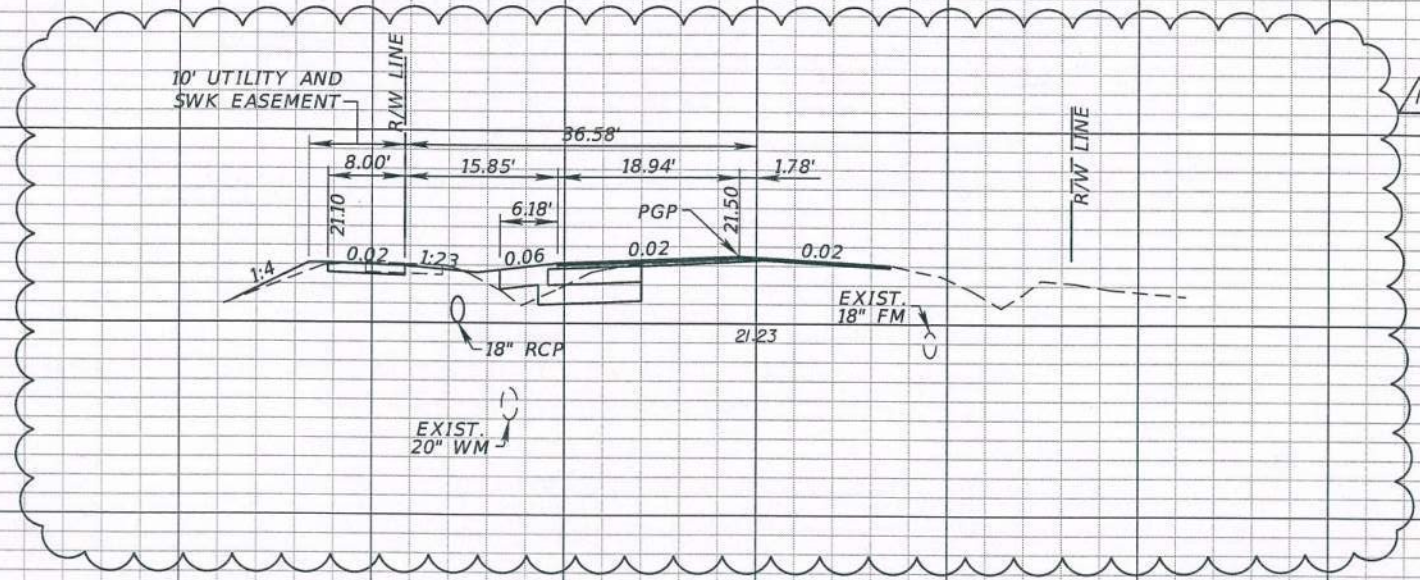 10' UTILITY AND
SWK EASEMENT
R/W LINE
R/W LINE
36.58'
8.00'
15.85'
18.94'
1.78'
21.10
6.18'
PGP
21.50
1:4
0.02
1:23
0.06
0.02
0.02
18" RCP
EXIST.
18" FM
21.23
EXIST.
20" WM